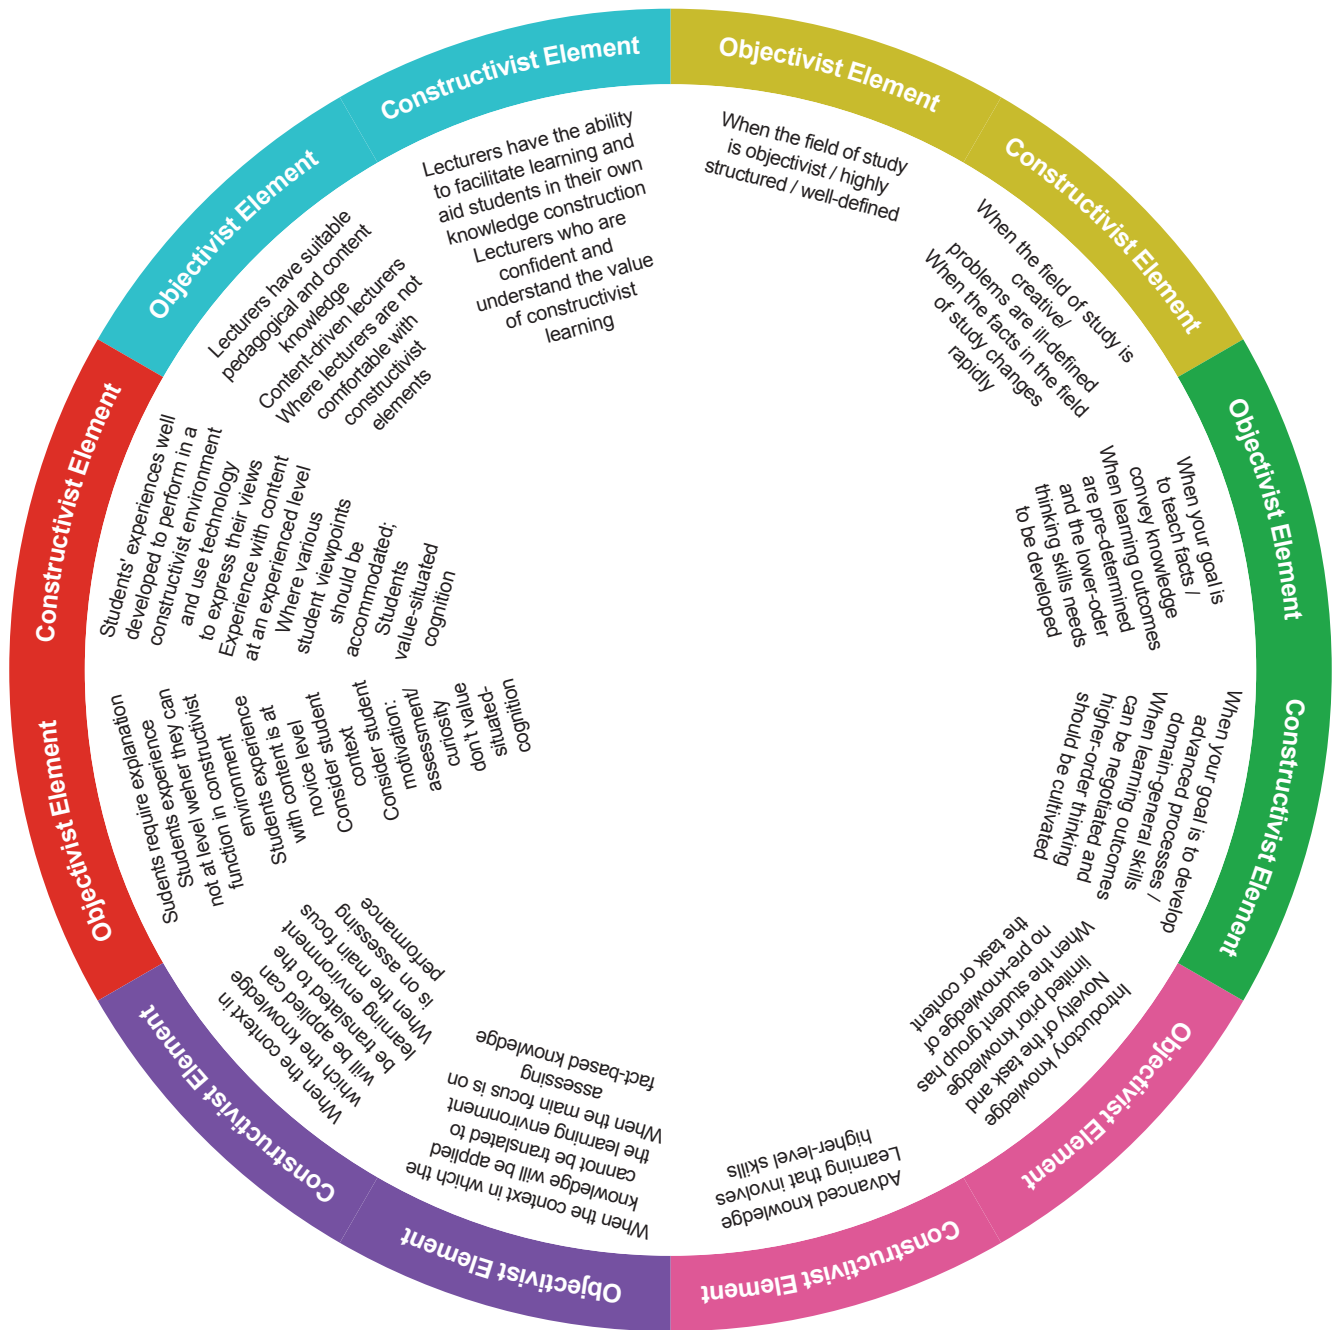 Objectivist Element
When the field of study
is objectivist / highly
structured / well-defined
Constructivist Element
When the field of study is
creative/
problems are ill-defined
When the facts in the field
of study changes
rapidly
Objectivist Element
When your goal is
to teach facts /
convey knowledge
When learning outcomes
are pre-determined
and the lower-oder
thinking skills needs
to be developed
Constructivist Element
When your goal is to develop
advanced processes /
domain-general skills
When learning outcomes
can be negotiated and
higher-order thinking
should be cultivated
Objectivist Element
Introductory knowledge
Novelty of the task and
limited prior knowledge
When the student group has
no pre-knowledge of
the task or content
Constructivist Element
Advanced knowledge
Learning that involves
higher-level skills
Objectivist Element
When the context in which the
knowledge will be applied
cannot be translated to
the learning environment
When the main focus is on
assessing
fact-based knowledge
Constructivist Element
When the context in
which the knowledge
will be applied can
be translated to the
learning environment
When the main focus
is on assessing
performance
Objectivist Element
Sudents require explanation
Students experience
Students weher they can
not at level constructivist
function in
environment
Students experience
with content is at
novice level
Consider student
context
Consider student
motivation:
assessment/
curiosity
don't value
situated-
cognition
Constructivist Element
Students' experiences well
developed to perform in a
constructivist environment
and use technology
to express their views
Experience with content
at an experienced level
Where various
student viewpoints
should be
accommodated;
Students
value-situated
cognition
Objectivist Element
Lecturers have suitable
pedagogical and content
knowledge
Content-driven lecturers
Where lecturers are not
comfortable with
constructivist
elements
Constructivist Element
Lecturers have the ability
to facilitate learning and
aid students in their own
knowledge construction
Lecturers who are
confident and
understand the value
of constructivist
learning